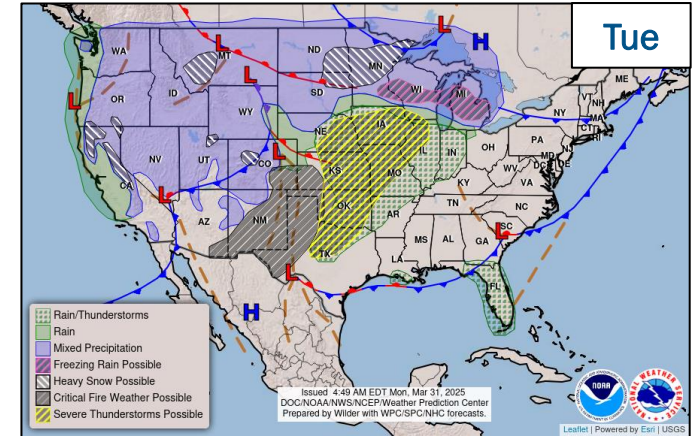 Tue
L
H
L
L
L
L
L
L
L
H
WA
MT
ND
MN
OR
ID
SD
WI
MI
WY
NE
IA
NV
UT
CO
KS
MO
IL
IN
OH
PA
NY
ME
VT
NH
MA
CT
RI
NJ
MD
DE
DC
WV
VA
KY
CA
AZ
NM
OK
AR
TN
NC
SC
MS
AL
GA
LA
TX
FL
Rain/Thunderstorms
Rain
Mixed Precipitation
Freezing Rain Possible
Heavy Snow Possible
Critical Fire Weather Possible
Severe Thunderstorms Possible
Issued 4:49 AM EDT Mon, Mar 31, 2025
DOC/NOAA/NWS/NCEP/Weather Prediction Center
Prepared by Wilder with WPC/SPC/NHC forecasts.
NOAA
NATIONAL WEATHER SERVICE
Leaflet | Powered by Esri | USGS